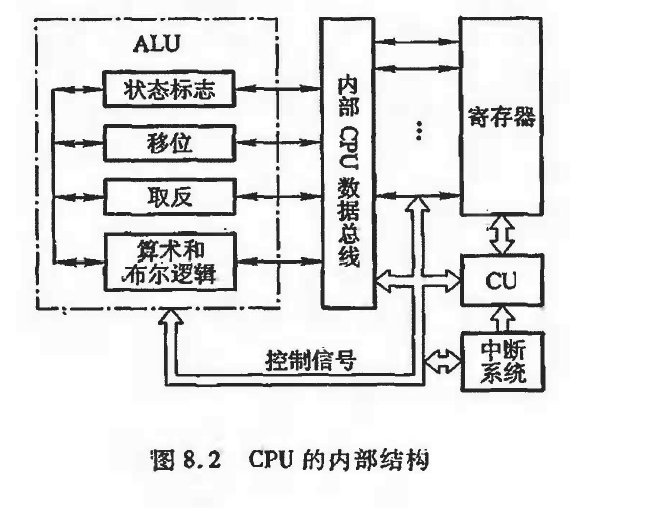 ALU
状态标志
移位
取反
算术和
布尔逻辑
内部CPU数据总线
寄存器
CU
中断
系统
控制信号
图 8.2 CPU 的内部结构